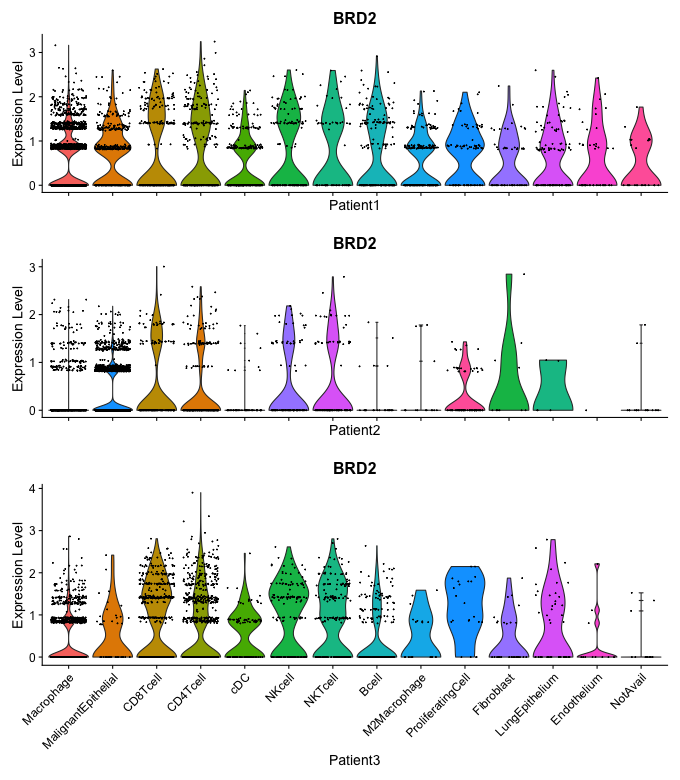 BRD2
Expression Level
3
2
1
0
Patient1
BRD2
Expression Level
3
2
1
0
Patient2
BRD2
Expression Level
4
3
2
1
0
Macrophage
MalignantEpithelial
CD8Tcell
CD4Tcell
cDC
NKcell
NKTcell
Bcell
M2Macrophage
ProliferatingCell
Fibroblast
LungEpithelium
Endothelium
NotAvail
Patient3